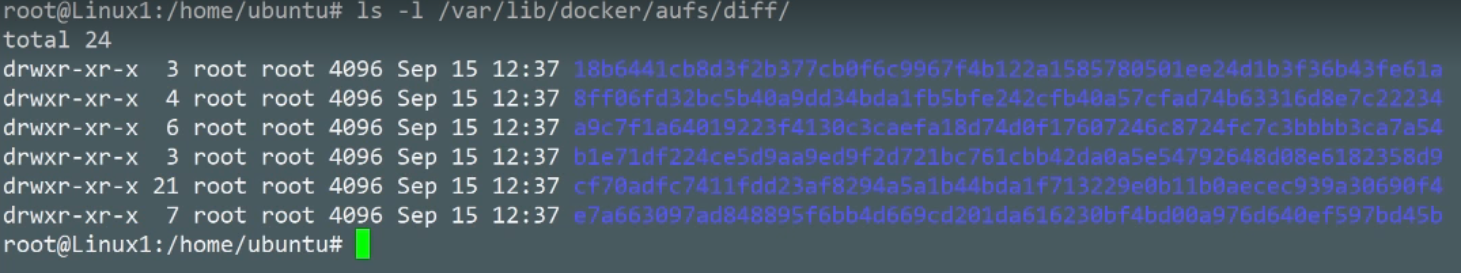 root@Linux1:/home/ubuntu# ls -l /var/lib/docker/aufs/diff/
total 24
drwxr-xr-x  3 root root 4096 Sep 15 12:37 18b6441cb8d3f2b377cb0f6c9967f4b122a1585780501ee24d1b3f36b43fe61a
drwxr-xr-x  4 root root 4096 Sep 15 12:37 8ff06fd32bc5b40a9dd34bda1fb5bfe242cfb40a57cfad74b63316d8e7c22234
drwxr-xr-x  6 root root 4096 Sep 15 12:37 a9c7f1a64019223f4130c3caefa18d74d0f17607246c8724fc7c3bbbb3ca7a54
drwxr-xr-x  3 root root 4096 Sep 15 12:37 b1e71df224ce5d9aa9ed9f2d721bc761cbb42da0a5e54792648d08e6182358d9
drwxr-xr-x 21 root root 4096 Sep 15 12:37 cf70adfc7411fdd23af8294a5a1b44bda1f713229e0b11b0aecec939a30690f4
drwxr-xr-x  7 root root 4096 Sep 15 12:37 e7a663097ad848895f6bb4d669cd201da616230bf4bd00a976d640ef597bd45b
root@Linux1:/home/ubuntu#